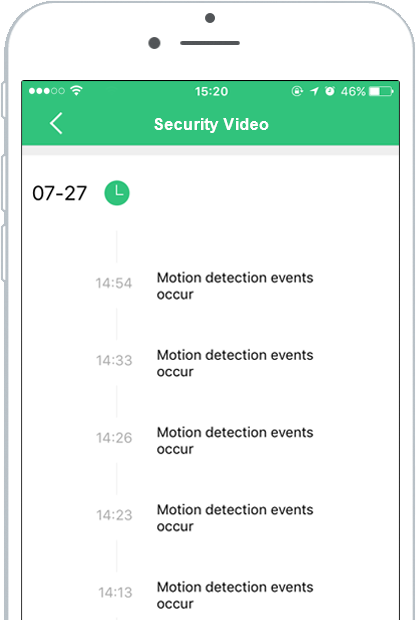 15:20
46%
Security Video
07-27
14:54
Motion detection events
occur
14:33
Motion detection events
occur
14:26
Motion detection events
occur
14:23
Motion detection events
occur
14:13
Motion detection events
occur